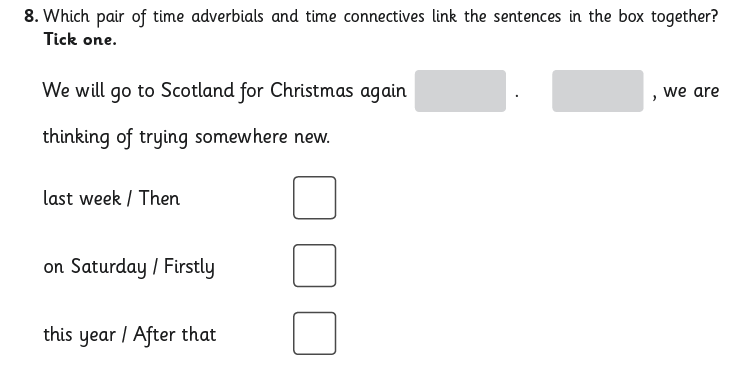 8. Which pair of time adverbials and time connectives link the sentences in the box together?
Tick one.
We will go to Scotland for Christmas again . , we are
thinking of trying somewhere new.
last week / Then
on Saturday / Firstly
this year / After that